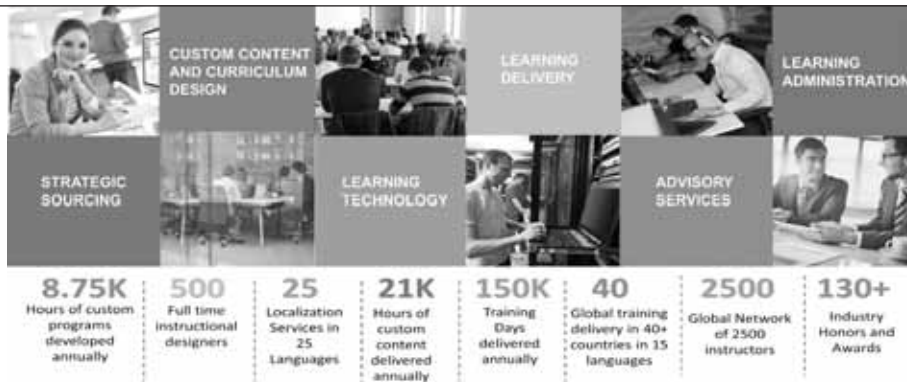 CUSTOM CONTENT
AND CURRICULUM
DESIGN
LEARNING
DELIVERY
LEARNING
ADMINISTRATION
STRATEGIC
SOURCING
LEARNING
TECHNOLOGY
ADVISORY
SERVICES
8.75K
Hours of custom
programs
developed
annually
500
Full time
instructional
designers
25
Localization
Services in
25
Languages
21K
Hours of
custom
content
delivered
annually
150K
Training
Days
delivered
annually
40
Global training
delivery in 40+
countries in 15
languages
2500
Global Network
of 2500
instructors
130+
Industry
Honors and
Awards